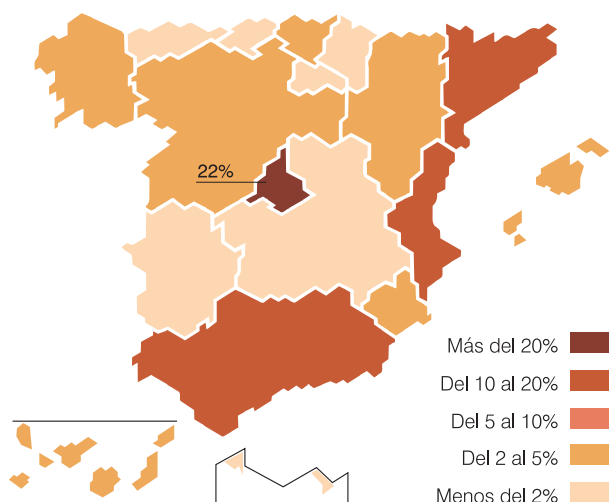 22%
Más del 20%
Del 10 al 20%
Del 5 al 10%
Del 2 al 5%
Menos del 2%